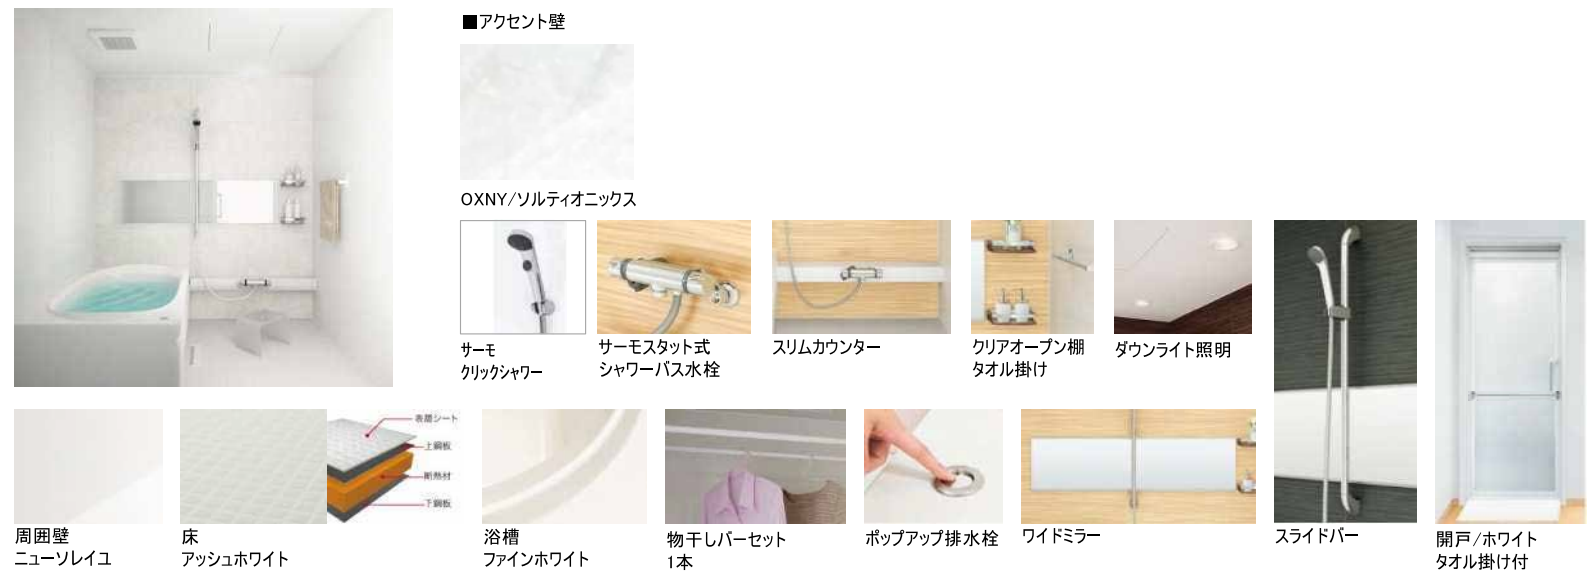 ■アクセント壁
OXNY/ソルティオニックス
サーモ
クリックシャワー
サーモスタット式
シャワーバス水栓
スリムカウンター
クリアオープン棚
タオル掛け
ダウンライト照明
表層シート
上鋼板
断熱材
下鋼板
周囲壁
ニューソレイユ
床
アッシュホワイト
浴槽
ファインホワイト
物干しバーセット
1本
ポップアップ排水栓
ワイドミラー
スライドバー
開戸/ホワイト
タオル掛け付